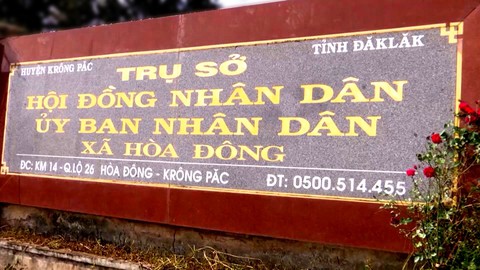 HUYỆN KRÔNG PĂC TỈNH ĐĂKLĂK
TRỤ SỞ
HỘI ĐỒNG NHÂN DÂN
ỦY BAN NHÂN DÂN
XÃ HÒA ĐÔNG
ĐC: KM 14 - Q.LỘ 26 HÒA ĐÔNG - KRÔNG PĂC ĐT: 0500.514.455